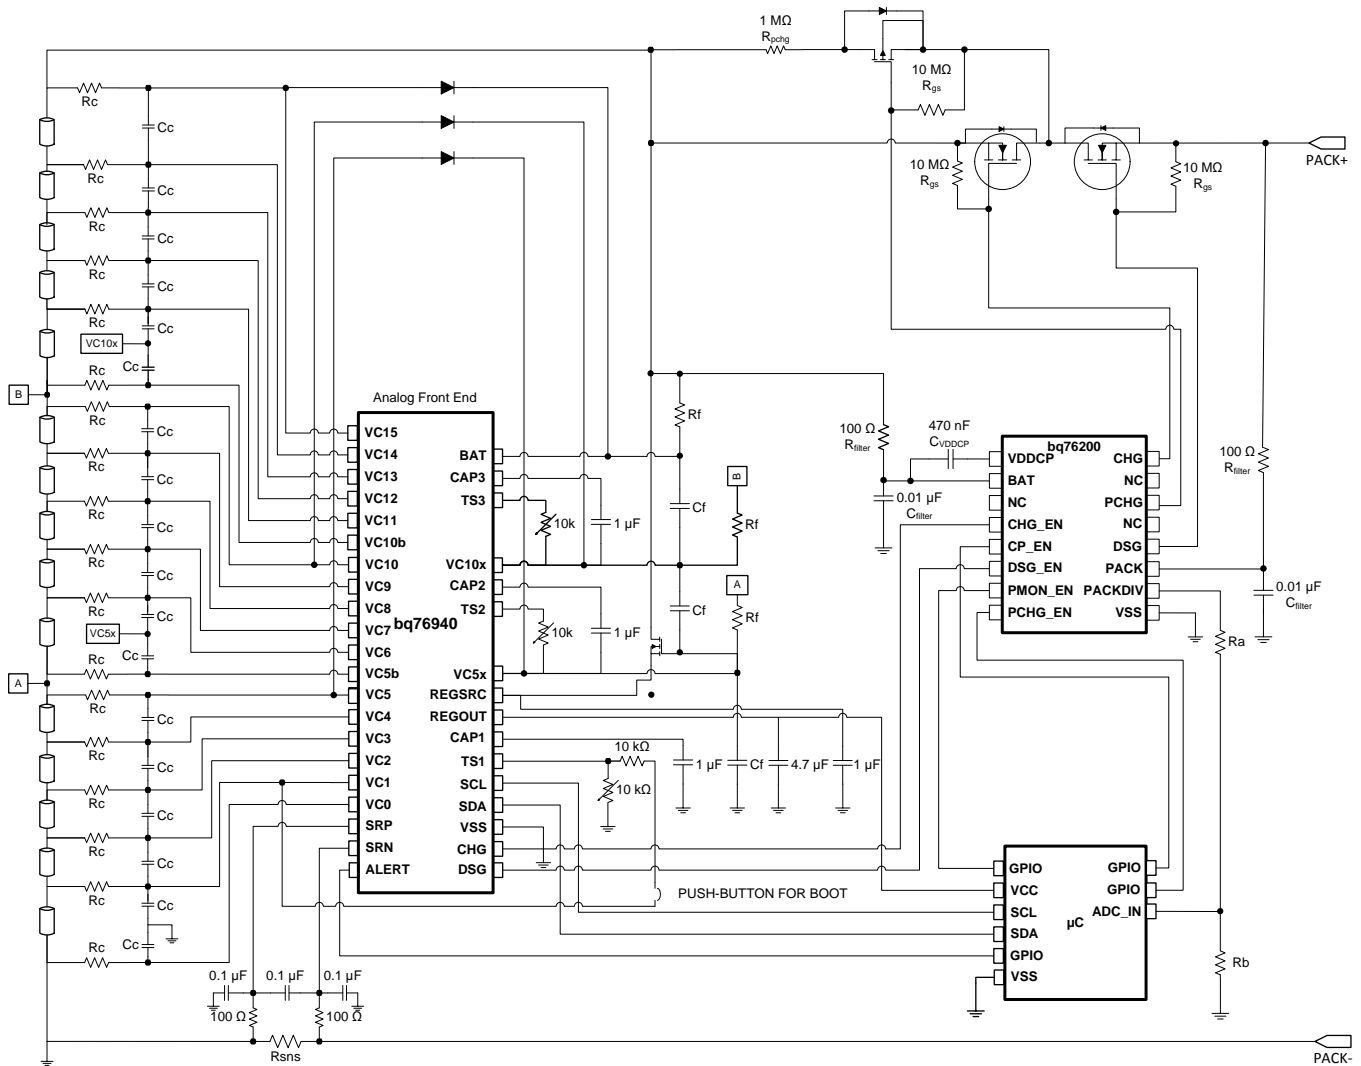 1 MΩ
Rpchg
10 MΩ
Rgs
Rc
Cc
10 MΩ
Rgs
10 MΩ
Rgs
PACK+
Rc
Cc
Rc
Cc
Rc
Cc
Rc
Cc
VC10x
Cc
Rc
B
Rc
Cc
Rc
Cc
Rc
Cc
Rc
Cc
Rc
Cc
VC5x
Cc
Rc
A
Rc
Cc
Rc
Cc
Rc
Cc
Rc
Cc
Rc
Cc
Cc
Rc
Analog Front End
bq76940
VC15
VC14
VC13
VC12
VC11
VC10b
VC10
VC9
VC8
VC7
VC6
VC5b
VC5
VC4
VC3
VC2
VC1
VC0
SRP
SRN
ALERT
BAT
CAP3
TS3
VC10x
CAP2
TS2
VC5x
REGSRC
REGOUT
CAP1
TS1
SCL
SDA
VSS
CHG
DSG
Rf
Cf
10k
1 µF
B
Rf
Cf
A
Rf
10k
1 µF
10 kΩ
10 kΩ
1 µF
Cf
4.7 µF
1 µF
PUSH-BUTTON FOR BOOT
100 Ω
Rfilter
470 nF
CVDDCP
0.01 µF
Cfilter
bq76200
VDDCP
BAT
NC
CHG_EN
CP_EN
DSG_EN
PMON_EN
PCHG_EN
CHG
NC
PCHG
NC
DSG
PACK
PACKDIV
VSS
100 Ω
Rfilter
0.01 µF
Cfilter
Ra
Rb
µC
GPIO
VCC
SCL
SDA
GPIO
VSS
GPIO
GPIO
ADC_IN
0.1 µF
0.1 µF
0.1 µF
100 Ω
100 Ω
Rsns
PACK-